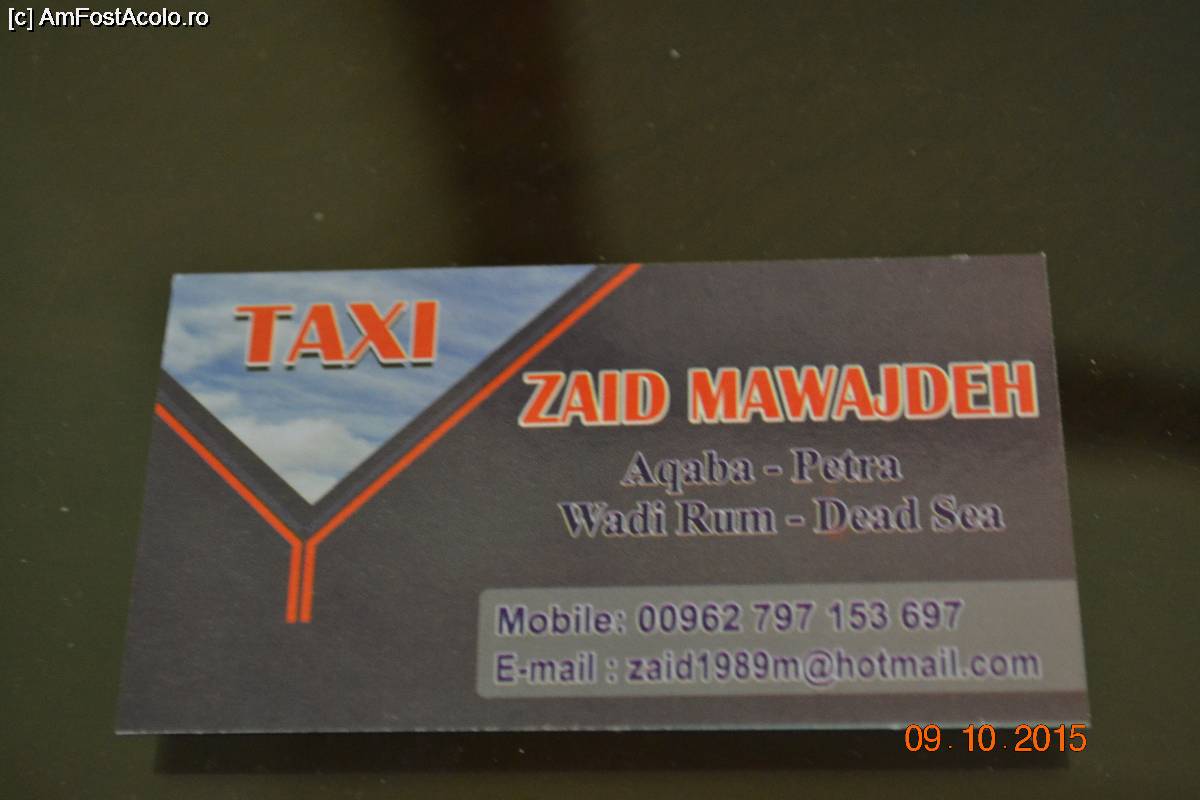 [c] AmFostAcolo.ro
TAXI
ZAID MAWAJDEH
Aqaba - Petra
Wadi Rum - Dead Sea
Mobile: 00962 797 153 697
E-mail : zaid1989m@hotmail.com
09. 10. 2015